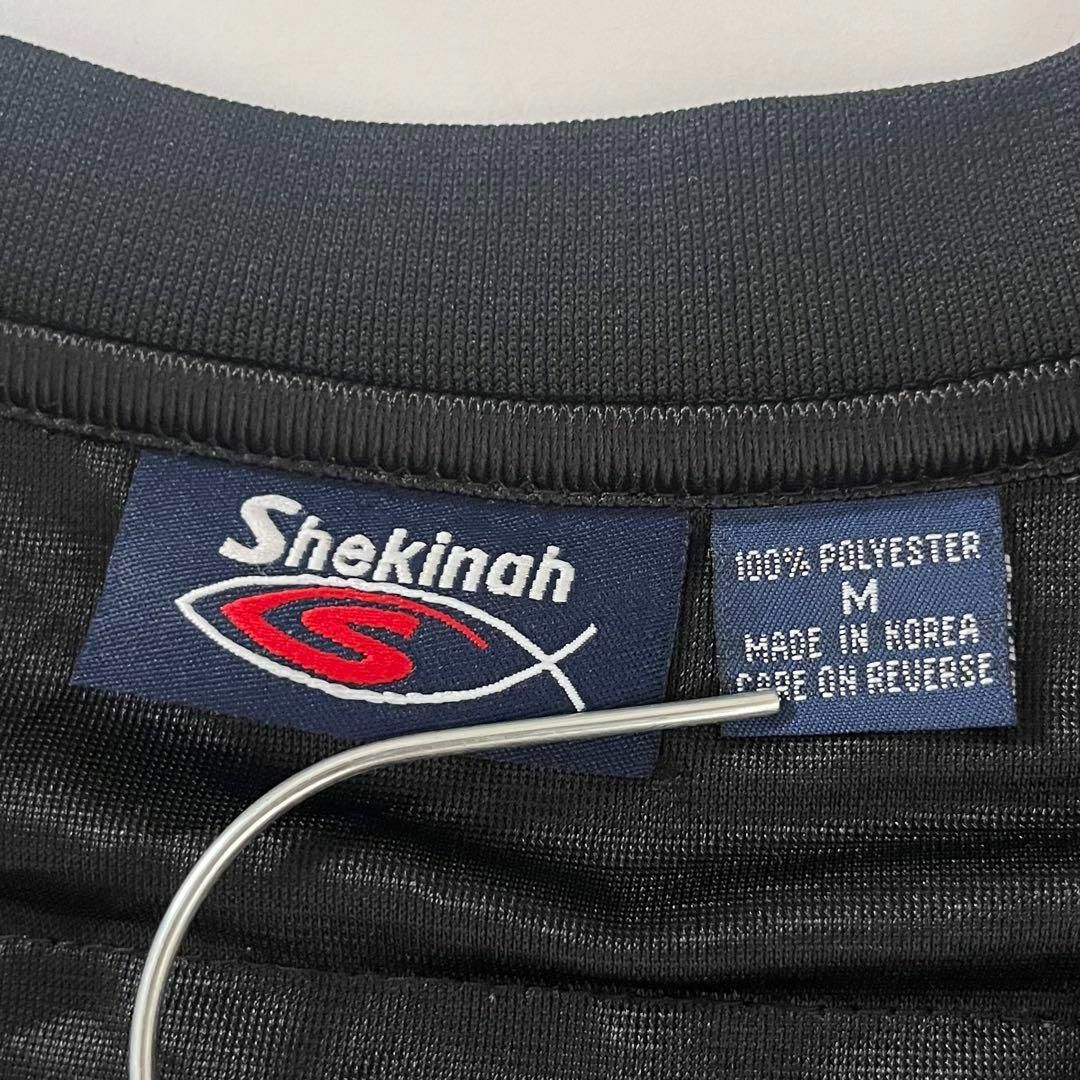 Shekinah
S
100% POLYESTER
M
MADE IN KOREA
CARE ON REVERSE